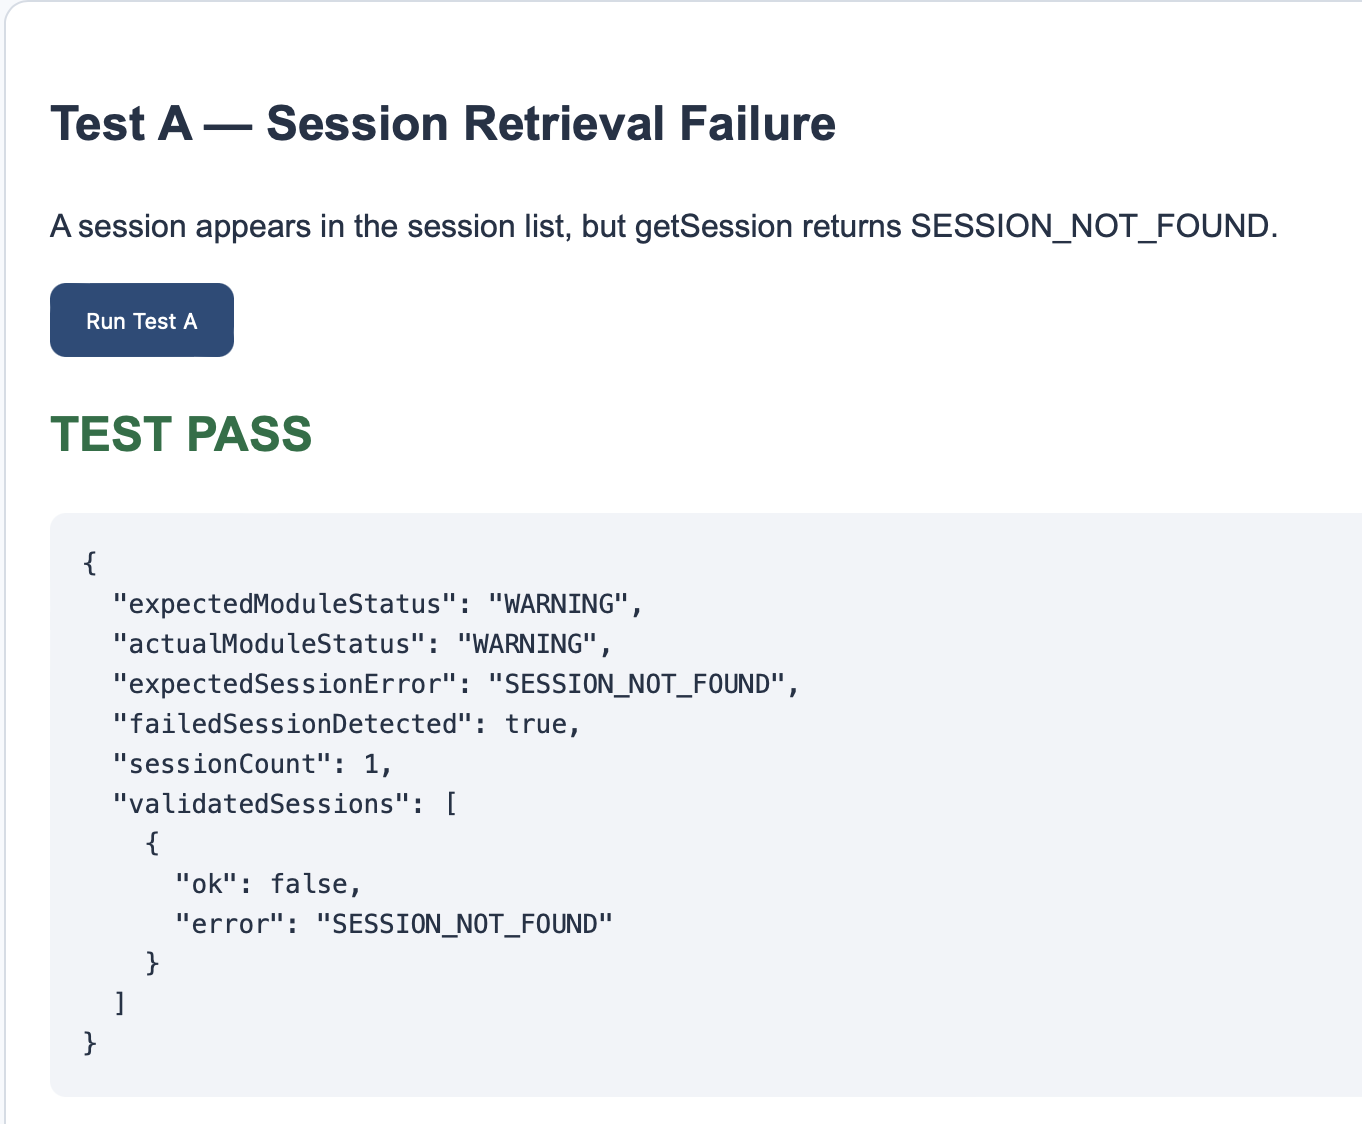 Test A — Session Retrieval Failure
A session appears in the session list, but getSession returns SESSION_NOT_FOUND.
Run Test A
TEST PASS
{
  "expectedModuleStatus": "WARNING",
  "actualModuleStatus": "WARNING",
  "expectedSessionError": "SESSION_NOT_FOUND",
  "failedSessionDetected": true,
  "sessionCount": 1,
  "validatedSessions": [
    {
      "ok": false,
      "error": "SESSION_NOT_FOUND"
    }
  ]
}